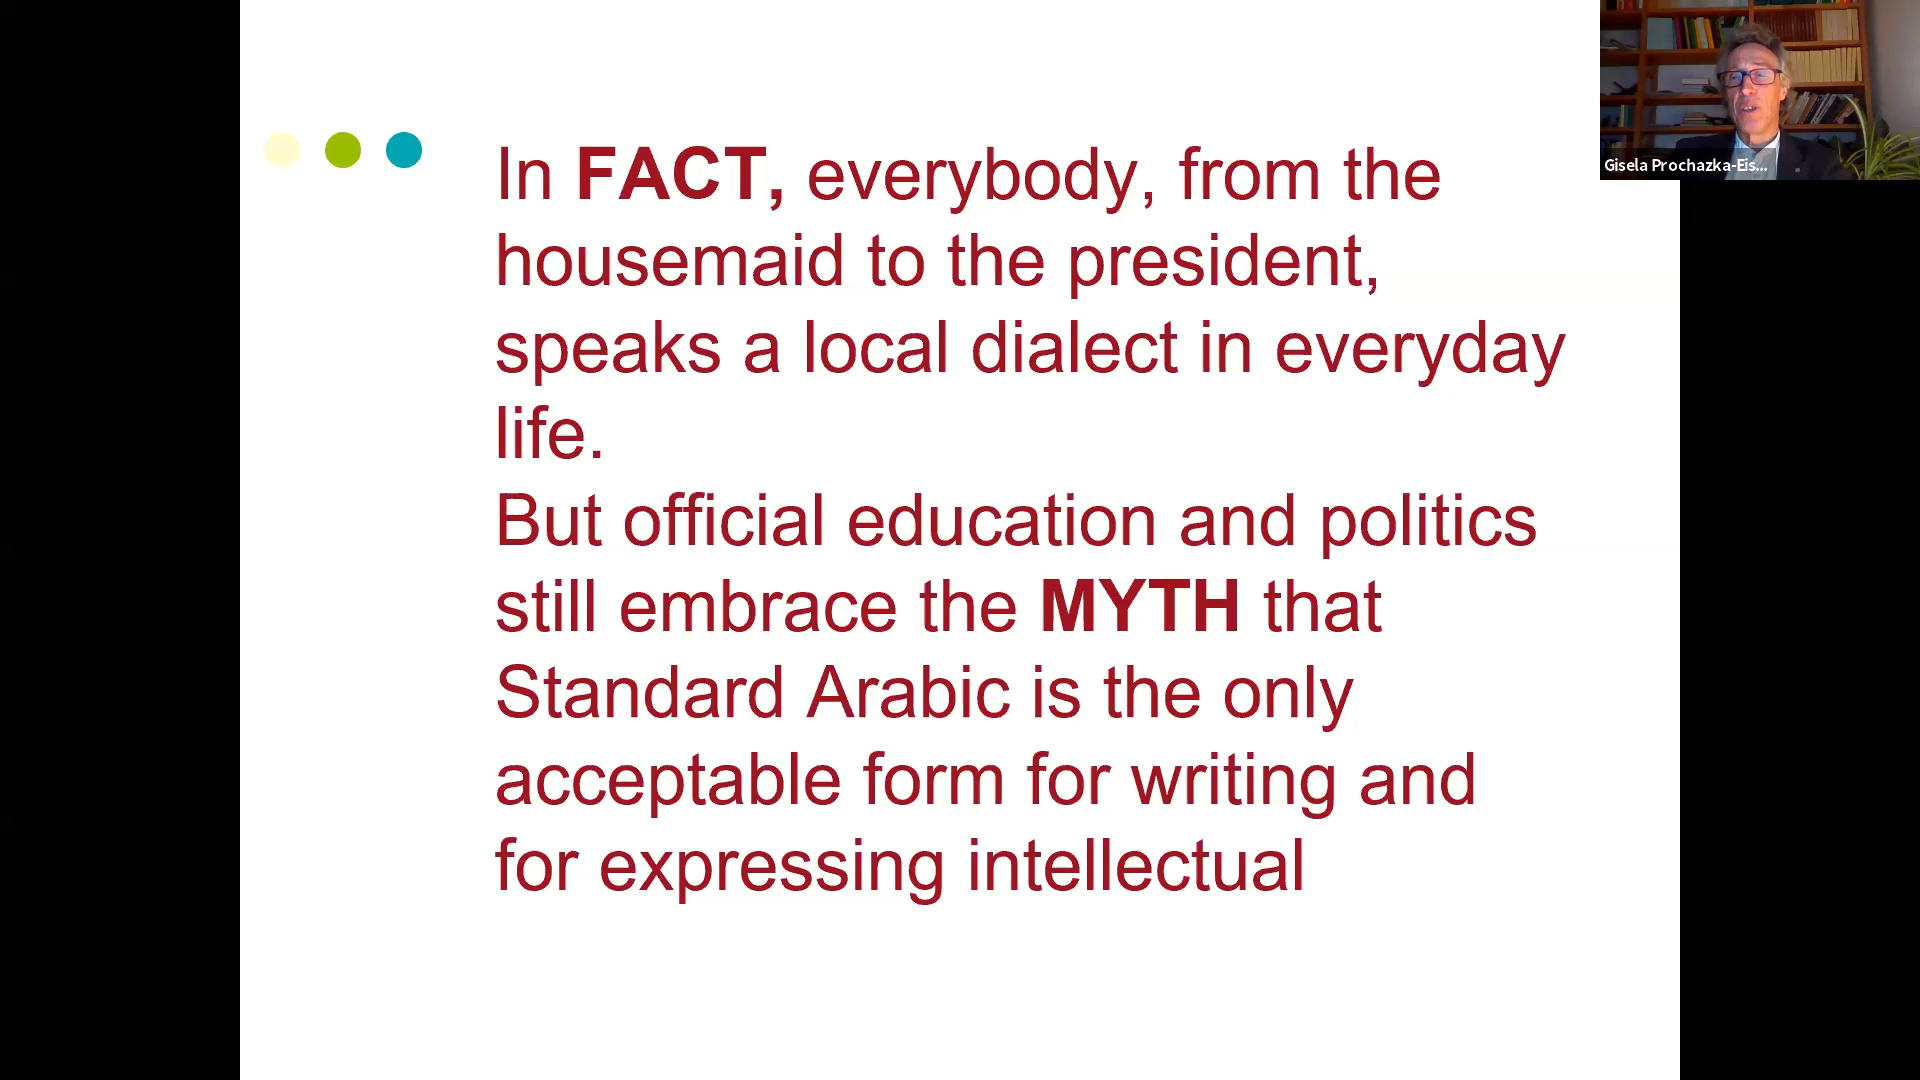 In FACT, everybody, from the
housemaid to the president,
speaks a local dialect in everyday
life.
But official education and politics
still embrace the MYTH that
Standard Arabic is the only
acceptable form for writing and
for expressing intellectual
Gisela Prochazka-Eis...